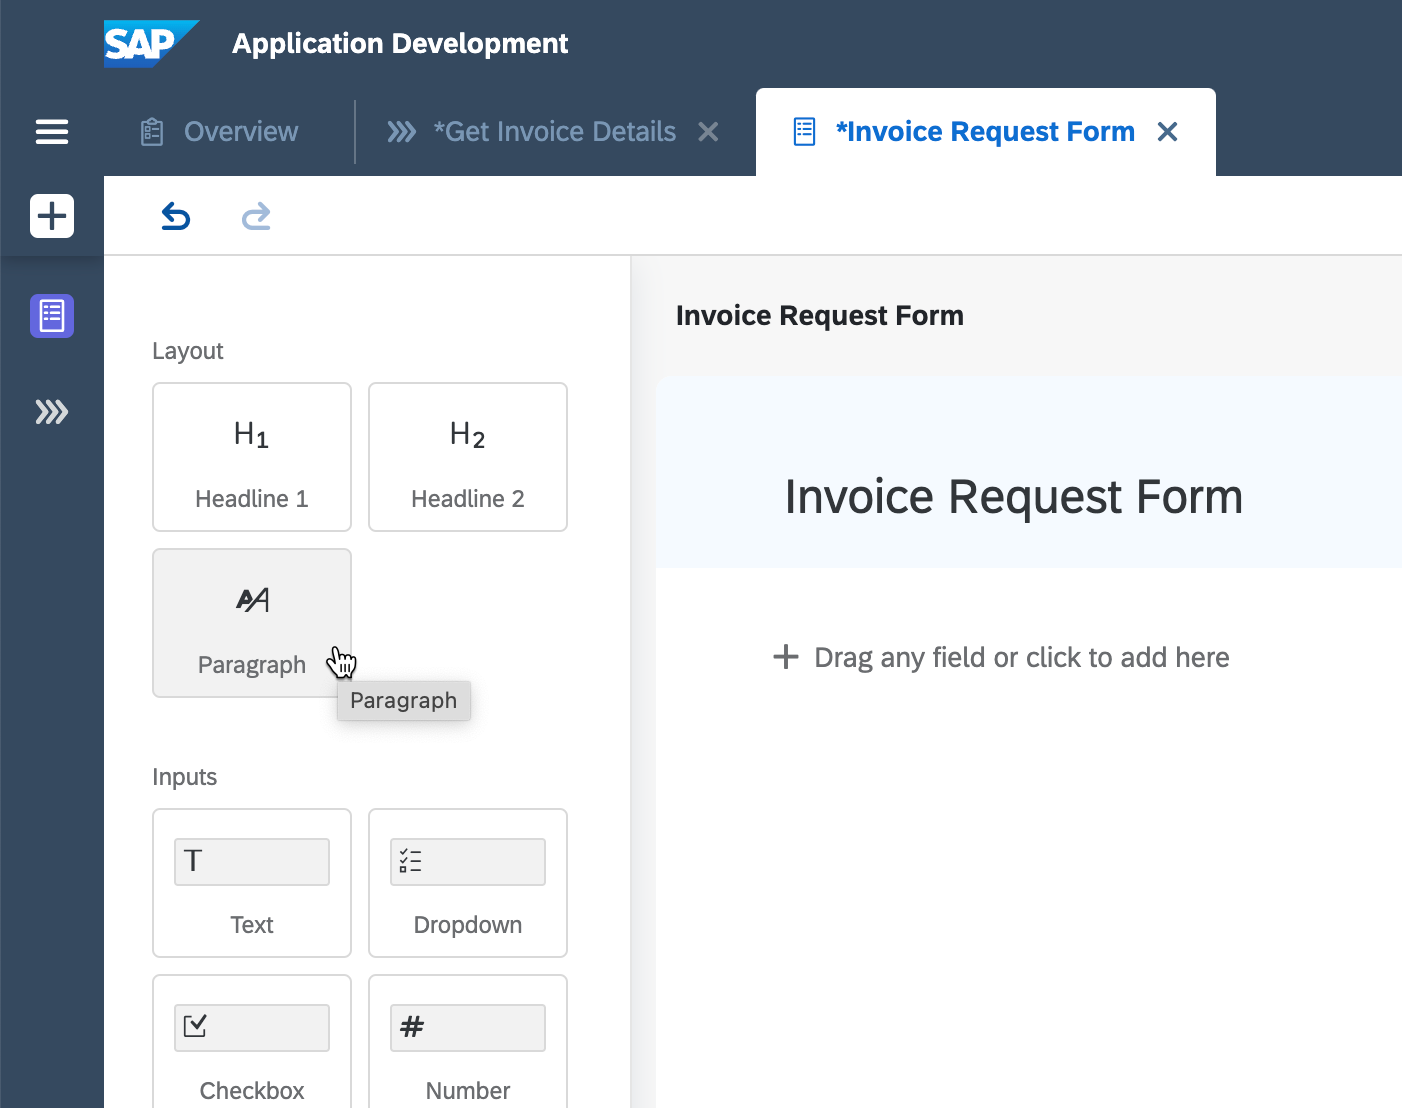 SAP Application Development
Overview
*Get Invoice Details
*Invoice Request Form
Invoice Request Form
Layout
H1
H2
Headline 1
Headline 2
Invoice Request Form
AA
Paragraph
Paragraph
Drag any field or click to add here
Inputs
T
Text
Dropdown
#
Checkbox
Number